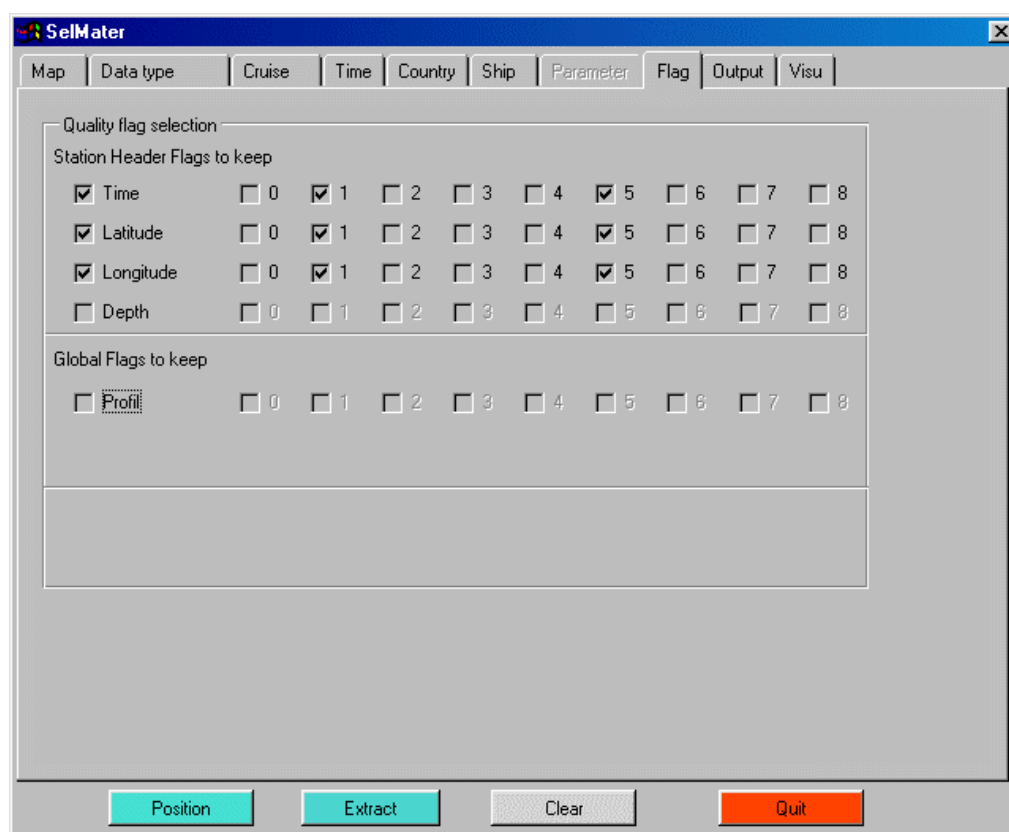 SelMater
Map Data type Cruise Time Country Ship Parameter Flag Output Visu
Quality flag selection
Station Header Flags to keep
Time 0 1 2 3 4 5 6 7 8
Latitude 0 1 2 3 4 5 6 7 8
Longitude 0 1 2 3 4 5 6 7 8
Depth 0 1 2 3 4 5 6 7 8
Global Flags to keep
Profil 0 1 2 3 4 5 6 7 8
Position Extract Clear Quit